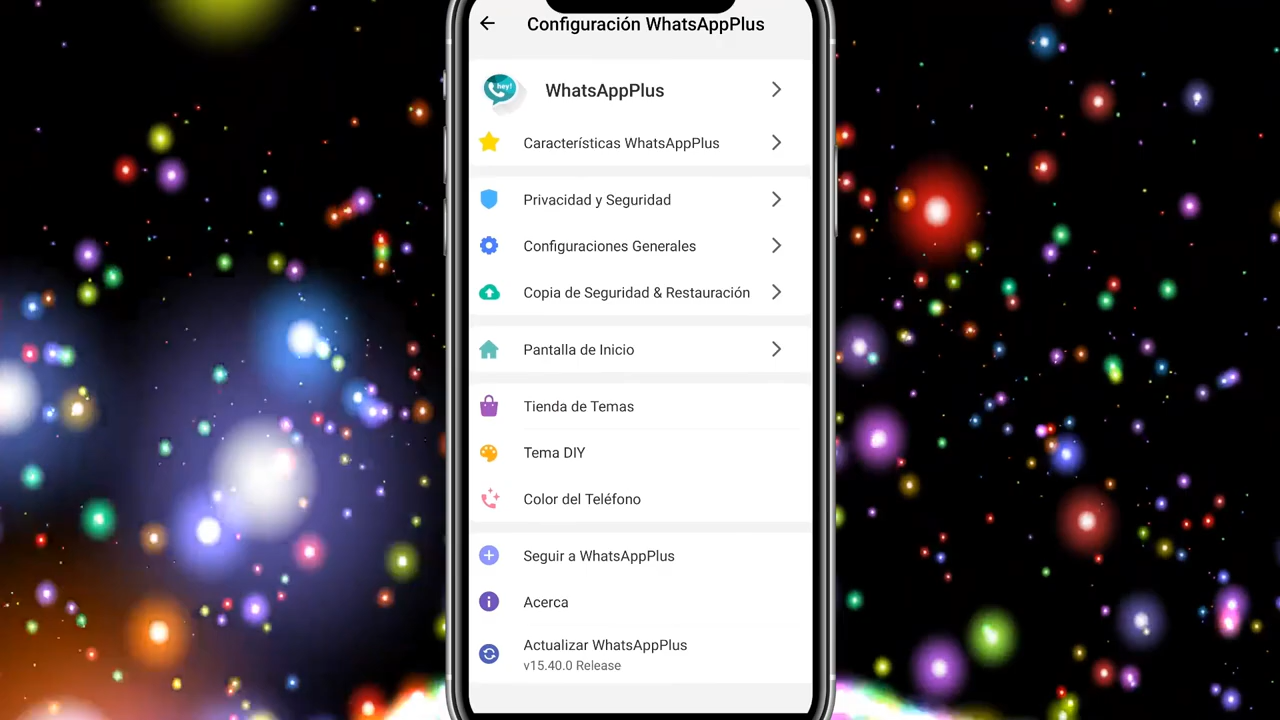 Configuración WhatsAppPlus
hey!
WhatsAppPlus
Características WhatsAppPlus
Privacidad y Seguridad
Configuraciones Generales
Copia de Seguridad & Restauración
Pantalla de Inicio
Tienda de Temas
Tema DIY
Color del Teléfono
Seguir a WhatsAppPlus
Acerca
Actualizar WhatsAppPlus
v15.40.0 Release